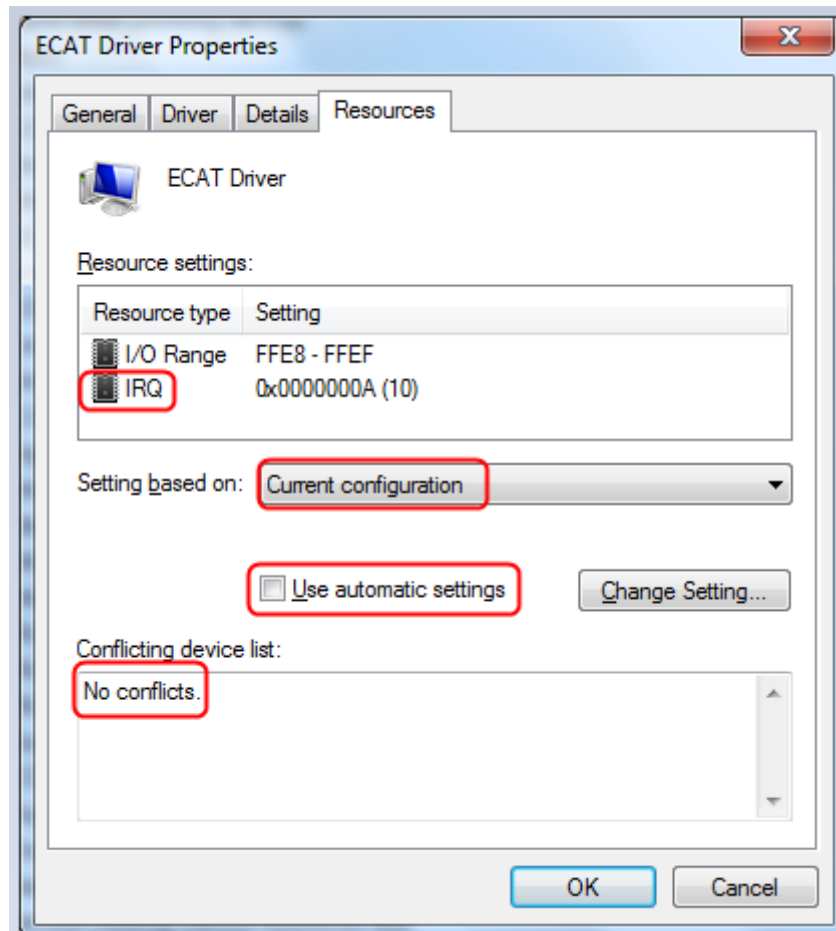 ECAT Driver Properties
General Driver Details Resources
ECAT Driver
Resource settings:
Resource type Setting
I/O Range FFE8 - FFEF
IRQ 0x0000000A (10)
Setting based on: Current configuration
Use automatic settings Change Setting...
Conflicting device list:
No conflicts.
OK Cancel